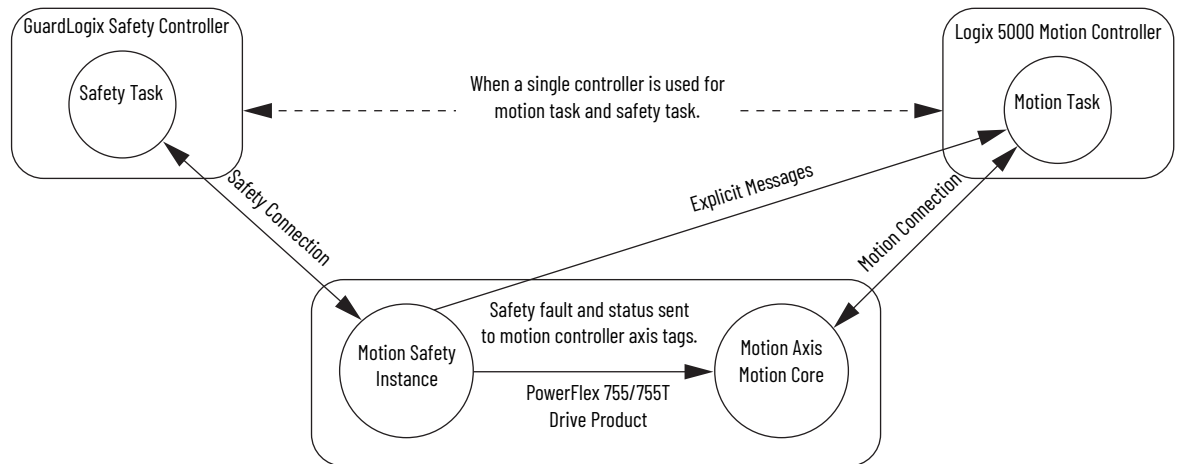 GuardLogix Safety Controller
Safety Task
When a single controller is used for
motion task and safety task.
Logix 5000 Motion Controller
Motion Task
Safety Connection
Explicit Messages
Motion Connection
Safety fault and status sent
to motion controller axis tags.
Motion Safety
Instance
Motion Axis
Motion Core
PowerFlex 755/755T
Drive Product